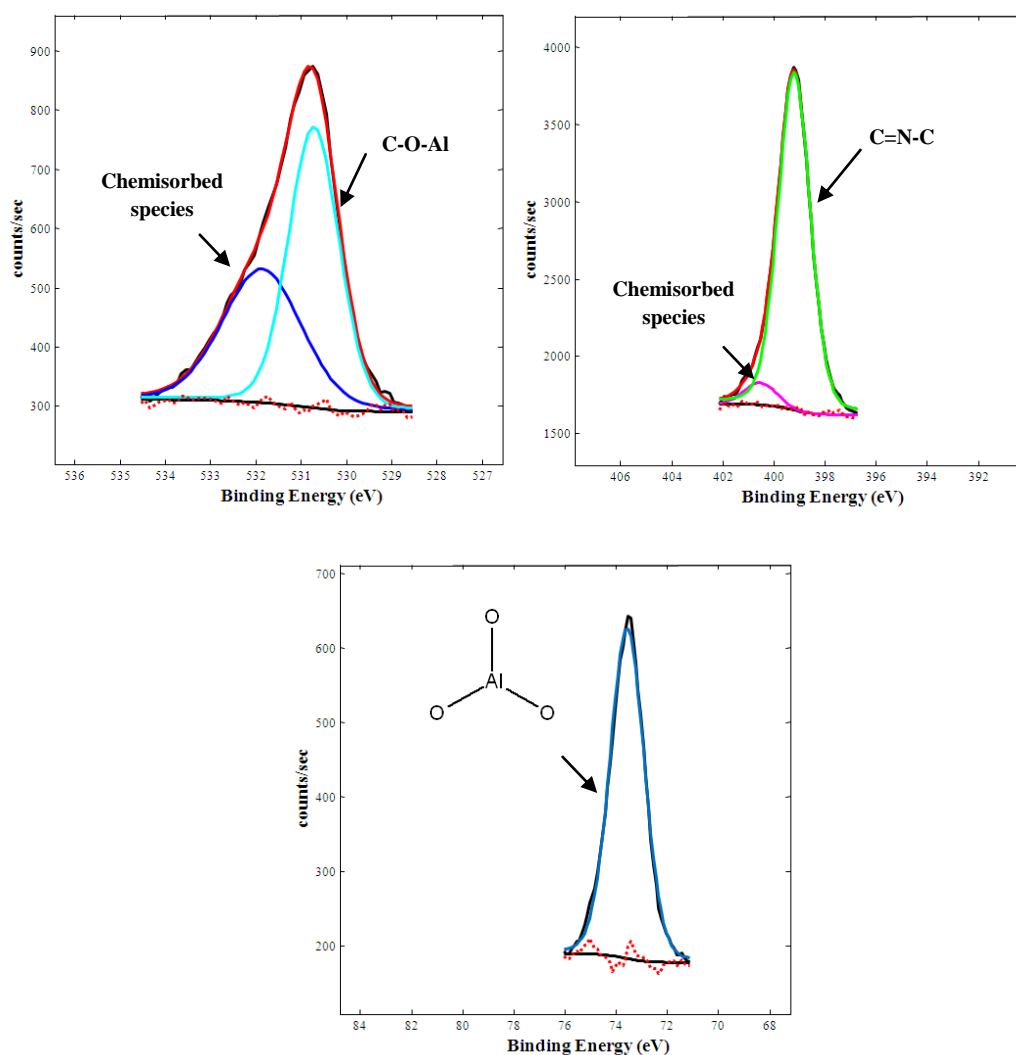 900
800
700
600
500
400
300
counts/sec
C-O-Al
Chemisorbed
species
536 535 534 533 532 531 530 529 528 527
Binding Energy (eV)
4000
3500
3000
2500
2000
1500
counts/sec
C=N-C
Chemisorbed
species
406 404 402 400 398 396 394 392
Binding Energy (eV)
700
600
500
400
300
200
counts/sec
O
Al
O O
84 82 80 78 76 74 72 70 68
Binding Energy (eV)